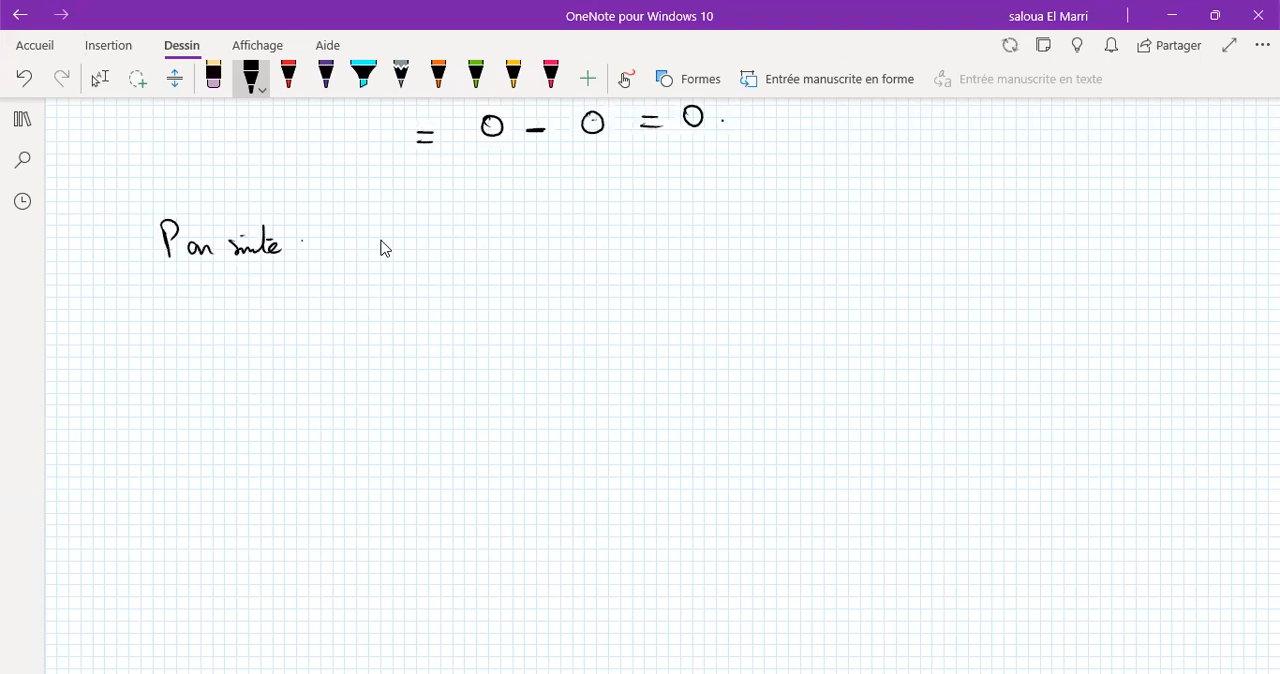 OneNote pour Windows 10
saloua El Marri
Accueil Insertion Dessin Affichage Aide
Partager
Formes Entrée manuscrite en forme Entrée manuscrite en texte
= 0 - 0 = 0.
Par suite :